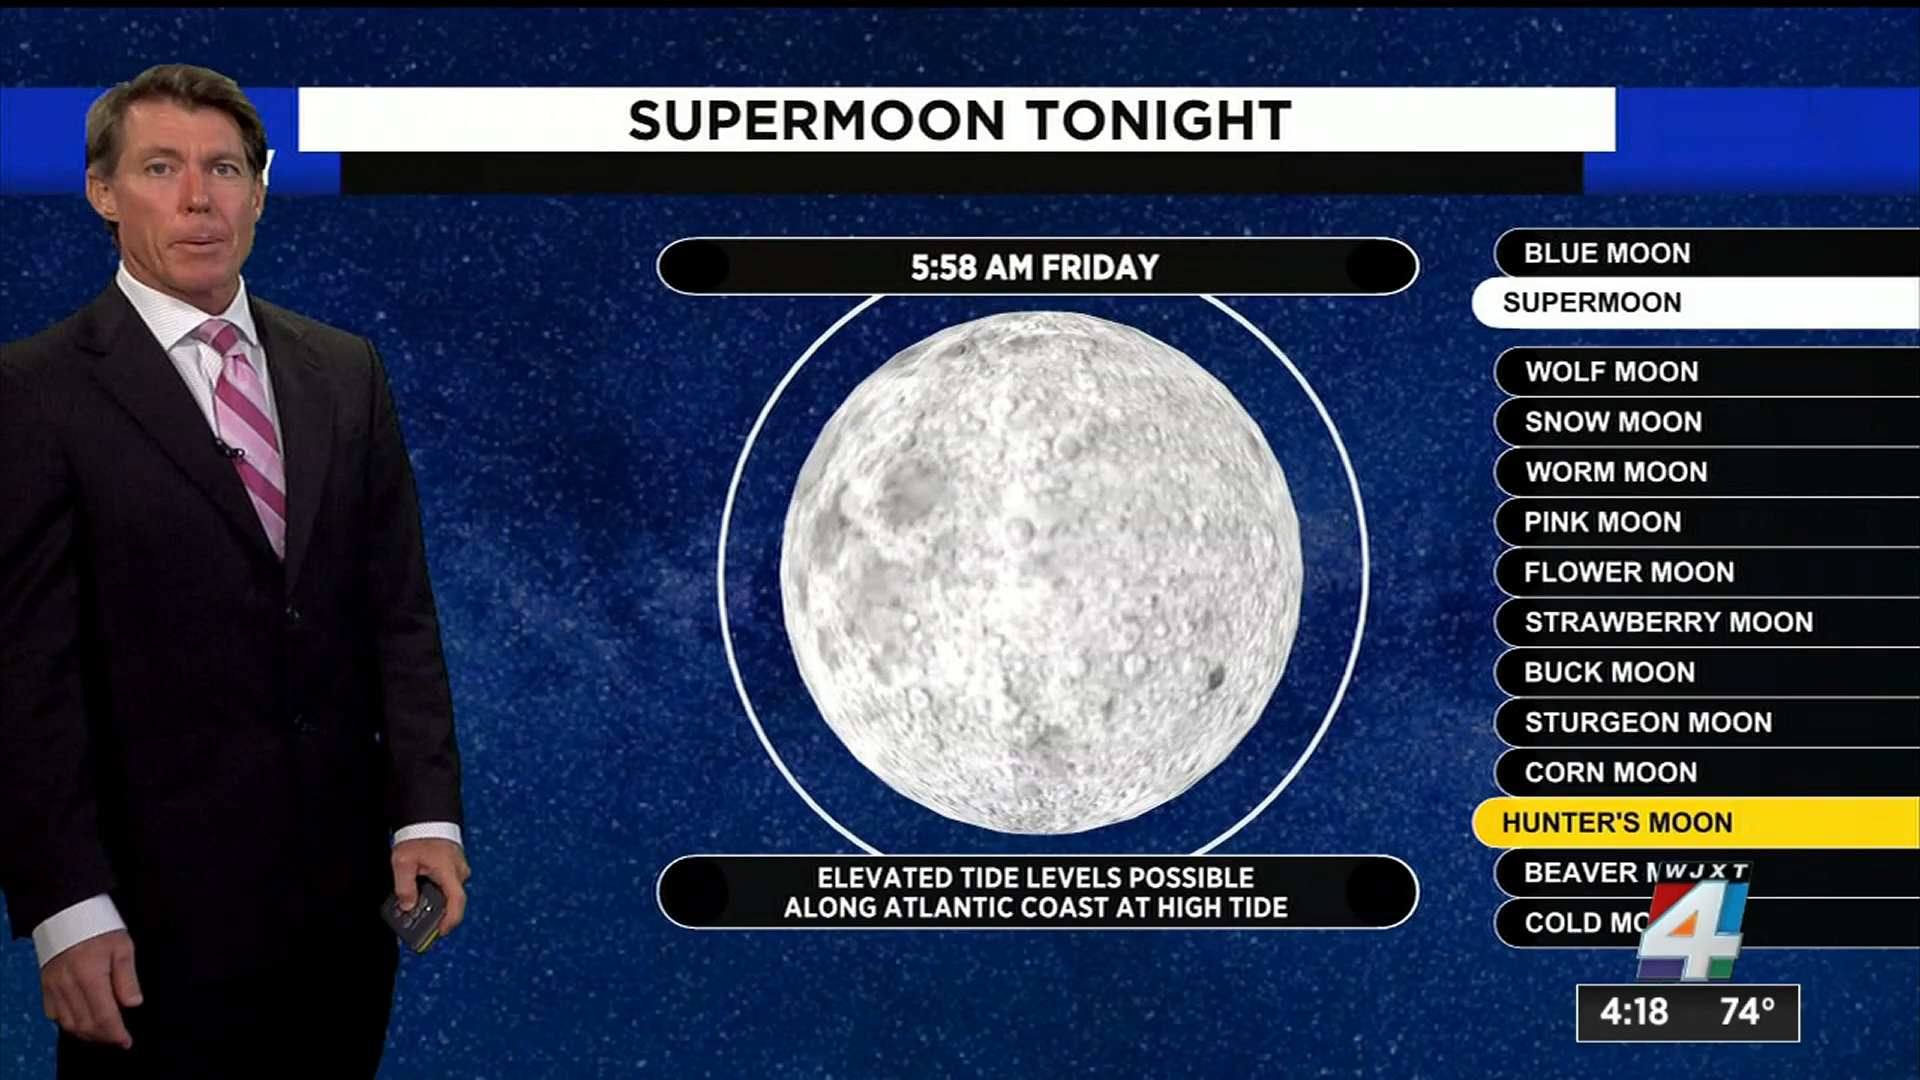 SUPERMOON TONIGHT
5:58 AM FRIDAY
BLUE MOON
SUPERMOON
WOLF MOON
SNOW MOON
WORM MOON
PINK MOON
FLOWER MOON
STRAWBERRY MOON
BUCK MOON
STURGEON MOON
CORN MOON
HUNTER'S MOON
BEAVER M
COLD MO
ELEVATED TIDE LEVELS POSSIBLE
ALONG ATLANTIC COAST AT HIGH TIDE
WJXT
4
4:18 74°